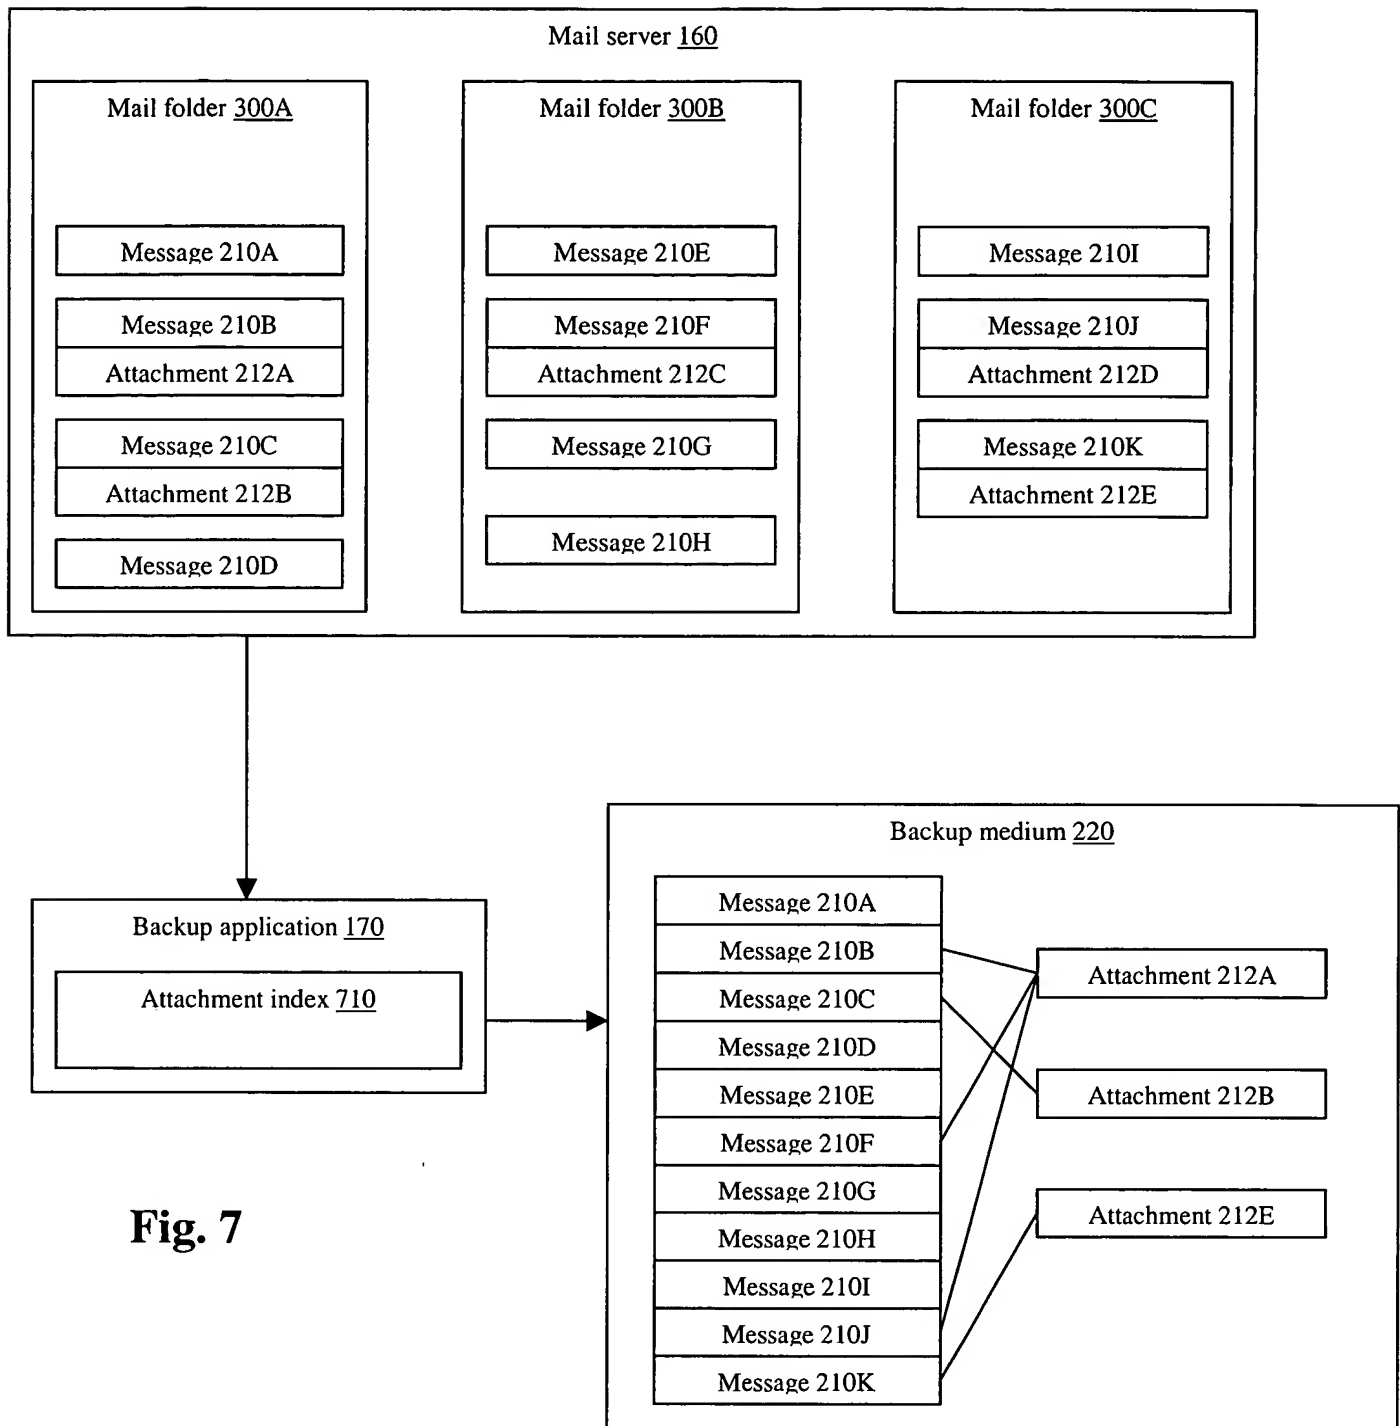 Mail server 160
Mail folder 300A
Message 210A
Message 210B
Attachment 212A
Message 210C
Attachment 212B
Message 210D
Mail folder 300B
Message 210E
Message 210F
Attachment 212C
Message 210G
Message 210H
Mail folder 300C
Message 210I
Message 210J
Attachment 212D
Message 210K
Attachment 212E
Backup application 170
Attachment index 710
Backup medium 220
Message 210A
Message 210B
Message 210C
Message 210D
Message 210E
Message 210F
Message 210G
Message 210H
Message 210I
Message 210J
Message 210K
Attachment 212A
Attachment 212B
Attachment 212E
Fig. 7